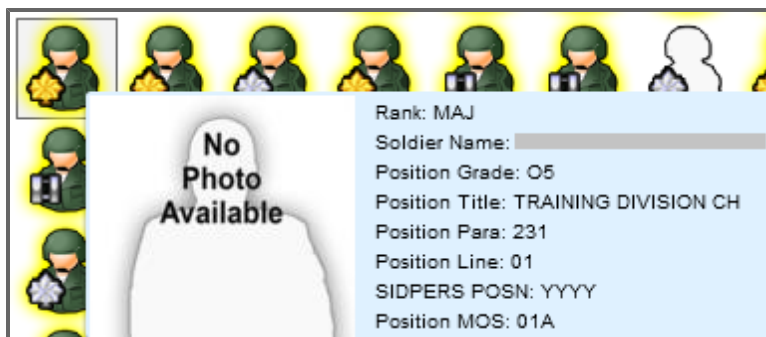 No
Photo
Available
Rank: MAJ
Soldier Name:
Position Grade: O5
Position Title: TRAINING DIVISION CH
Position Para: 231
Position Line: 01
SIDPERS POSN: YYYY
Position MOS: 01A